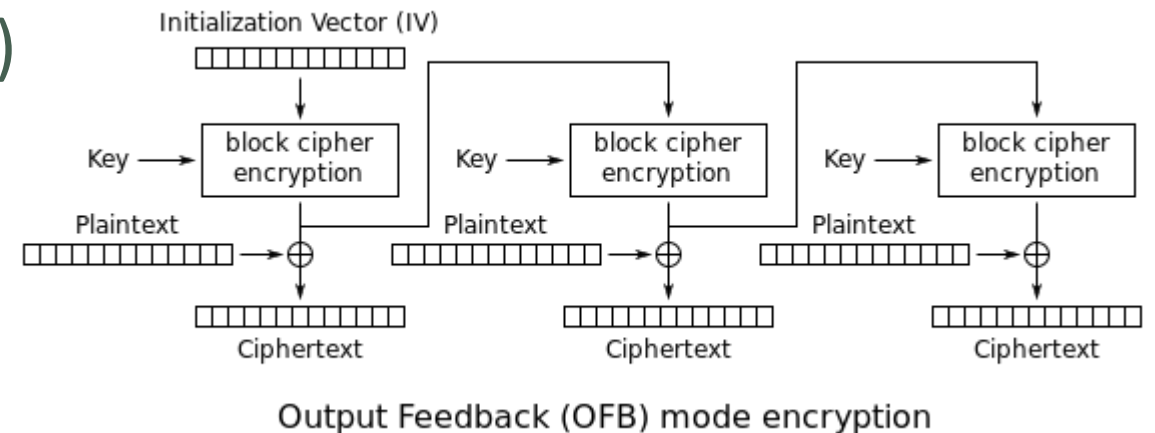 )
Initialization Vector (IV)
Key
block cipher
encryption
Key
block cipher
encryption
Key
block cipher
encryption
Plaintext
Plaintext
Plaintext
Ciphertext
Ciphertext
Ciphertext
Output Feedback (OFB) mode encryption